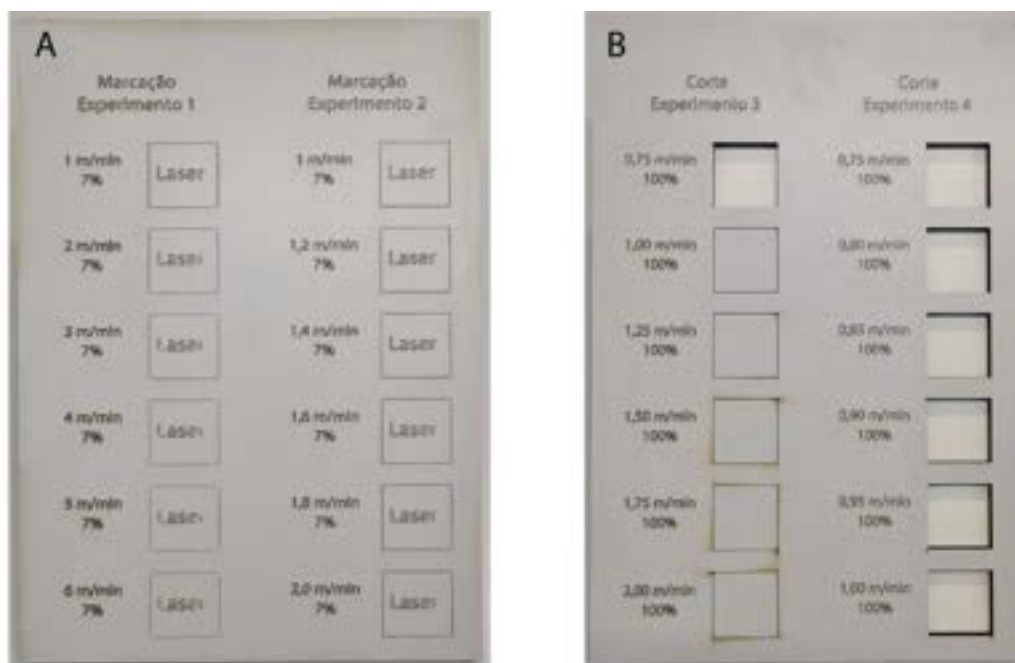 A
Marcação
Experimento 1
1 m/min
7%
Laser
2 m/min
7%
Laser
3 m/min
7%
Laser
4 m/min
7%
Laser
5 m/min
7%
Laser
6 m/min
7%
Laser
Marcação
Experimento 2
1 m/min
7%
Laser
1,2 m/min
7%
Laser
1,4 m/min
7%
Laser
1,6 m/min
7%
Laser
1,8 m/min
7%
Laser
2,0 m/min
7%
Laser
B
Corte
Experimento 3
0,75 m/min
100%
1,00 m/min
100%
1,25 m/min
100%
1,50 m/min
100%
1,75 m/min
100%
2,00 m/min
100%
Corte
Experimento 4
0,75 m/min
100%
0,80 m/min
100%
0,85 m/min
100%
0,90 m/min
100%
0,95 m/min
100%
1,00 m/min
100%